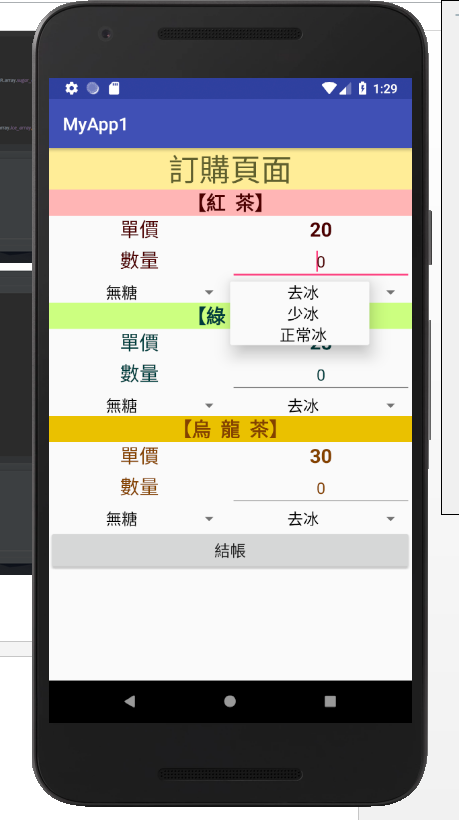 1:29
MyApp1
訂購頁面
【紅 茶】
單價 20
數量 0
無糖 去冰
少冰
正常冰
【綠
單價
數量 0
無糖 去冰
【烏 龍 茶】
單價 30
數量 0
無糖 去冰
結帳